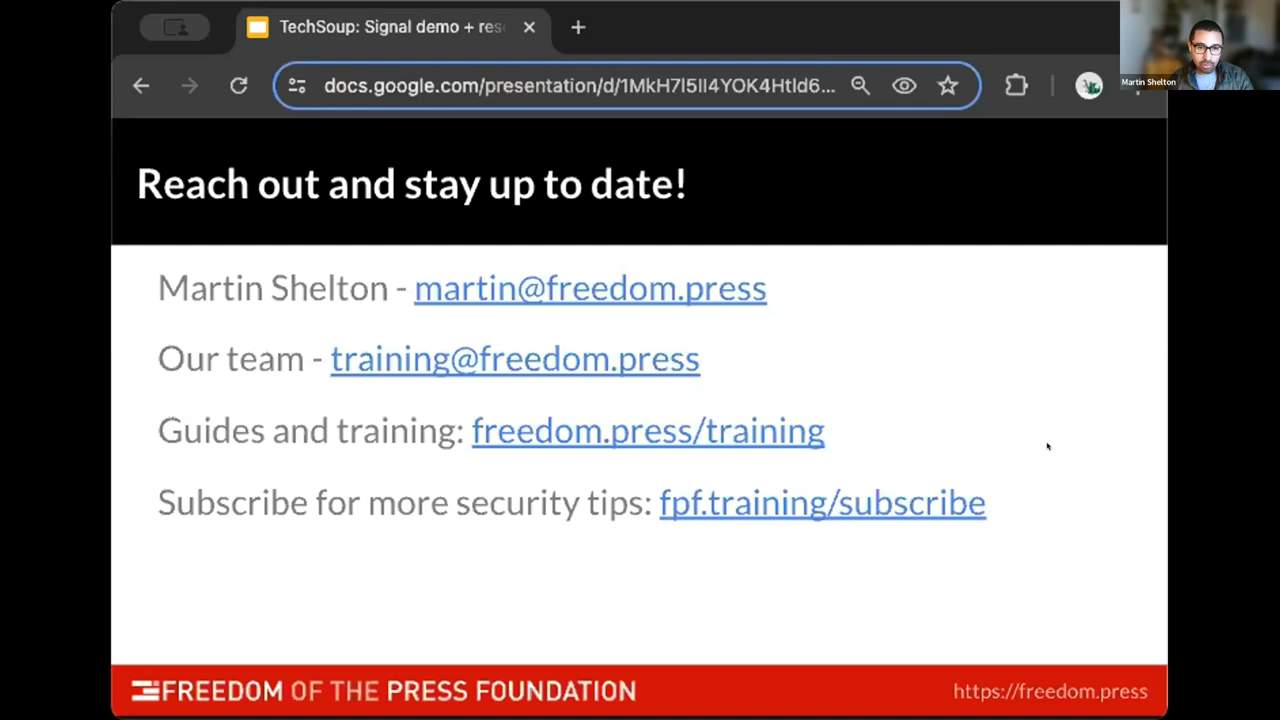 TechSoup: Signal demo + res
docs.google.com/presentation/d/1MkH7l5Il4YOK4Htld6...
Martin Shelton
Reach out and stay up to date!
Martin Shelton - martin@freedom.press
Our team - training@freedom.press
Guides and training: freedom.press/training
Subscribe for more security tips: fpf.training/subscribe
FREEDOM OF THE PRESS FOUNDATION
https://freedom.press